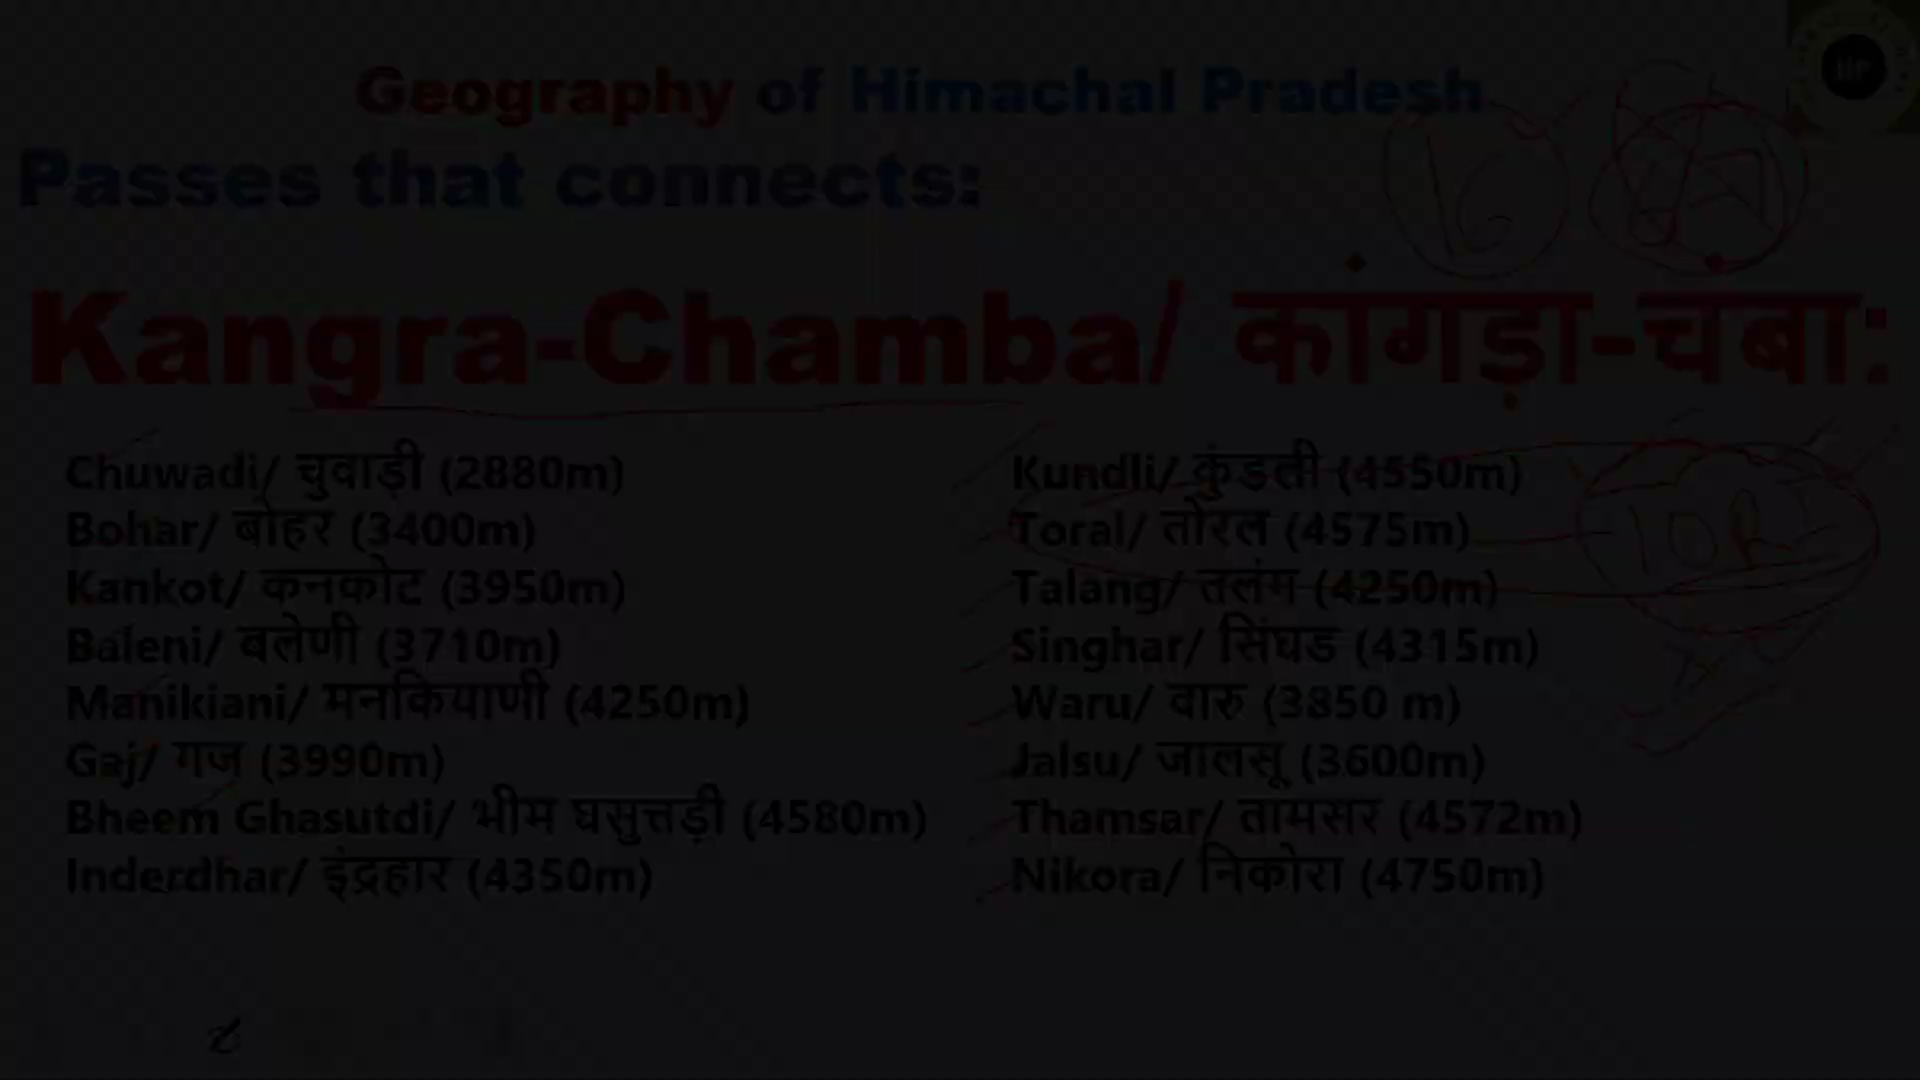 HP
Geography of Himachal Pradesh
Passes that connects:
Kangra-Chamba/ कांगड़ा-चंबा:
Chuwadi/ चुवाड़ी (2880m)
Bohar/ बोहर (3400m)
Kankot/ कनकोट (3950m)
Baleni/ बलेणी (3710m)
Manikiani/ मनकियाणी (4250m)
Gaj/ गज (3990m)
Bheem Ghasutdi/ भीम घसुत्तड़ी (4580m)
Inderdhar/ इंद्रहार (4350m)
Kundli/ कुंडली (4550m)
Toral/ तोरल (4575m)
Talang/ तलंग (4250m)
Singhar/ सिंघड (4315m)
Waru/ वारु (3850 m)
Jalsu/ जालसू (3600m)
Thamsar/ तामसर (4572m)
Nikora/ निकोरा (4750m)